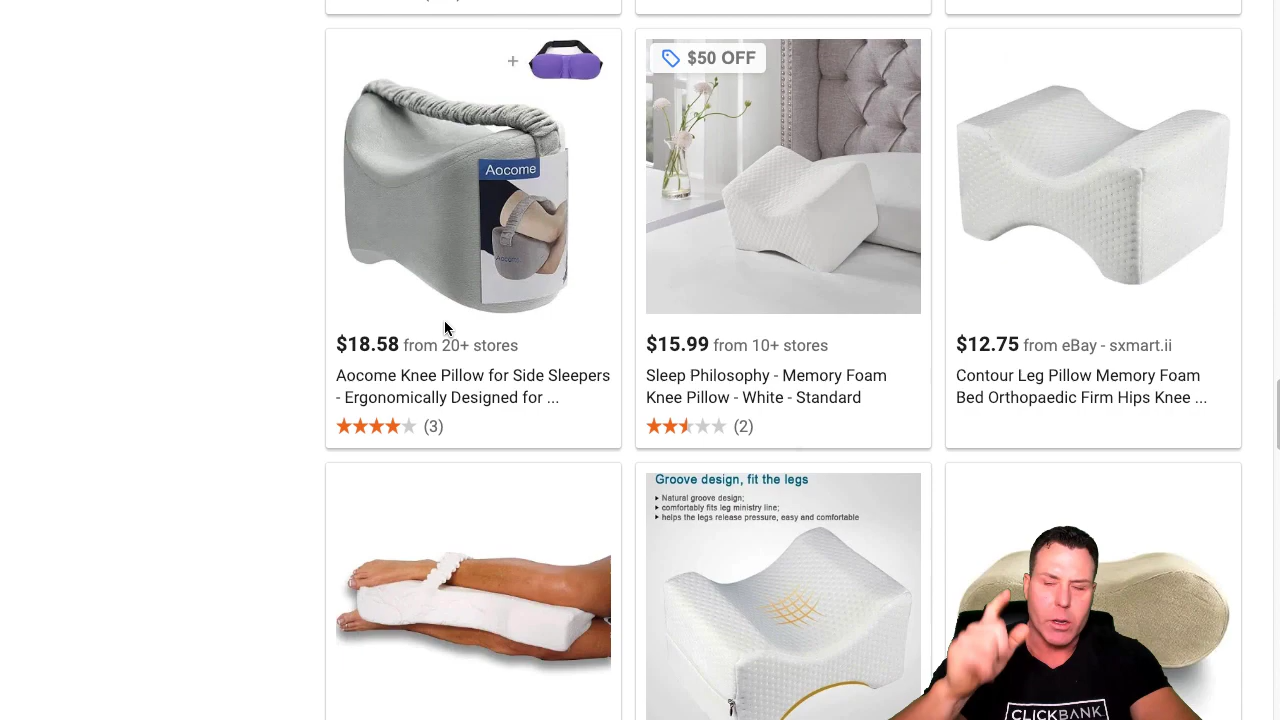 +
$50 OFF
Aocome
Aocome
$18.58 from 20+ stores
Aocome Knee Pillow for Side Sleepers
- Ergonomically Designed for ...
(3)
$15.99 from 10+ stores
Sleep Philosophy - Memory Foam
Knee Pillow - White - Standard
(2)
$12.75 from eBay - sxmart.ii
Contour Leg Pillow Memory Foam
Bed Orthopaedic Firm Hips Knee ...
Groove design, fit the legs
Natural groove design;
comfortably fits leg ministry line;
helps the legs release pressure, easy and comfortable
CLICKBANK